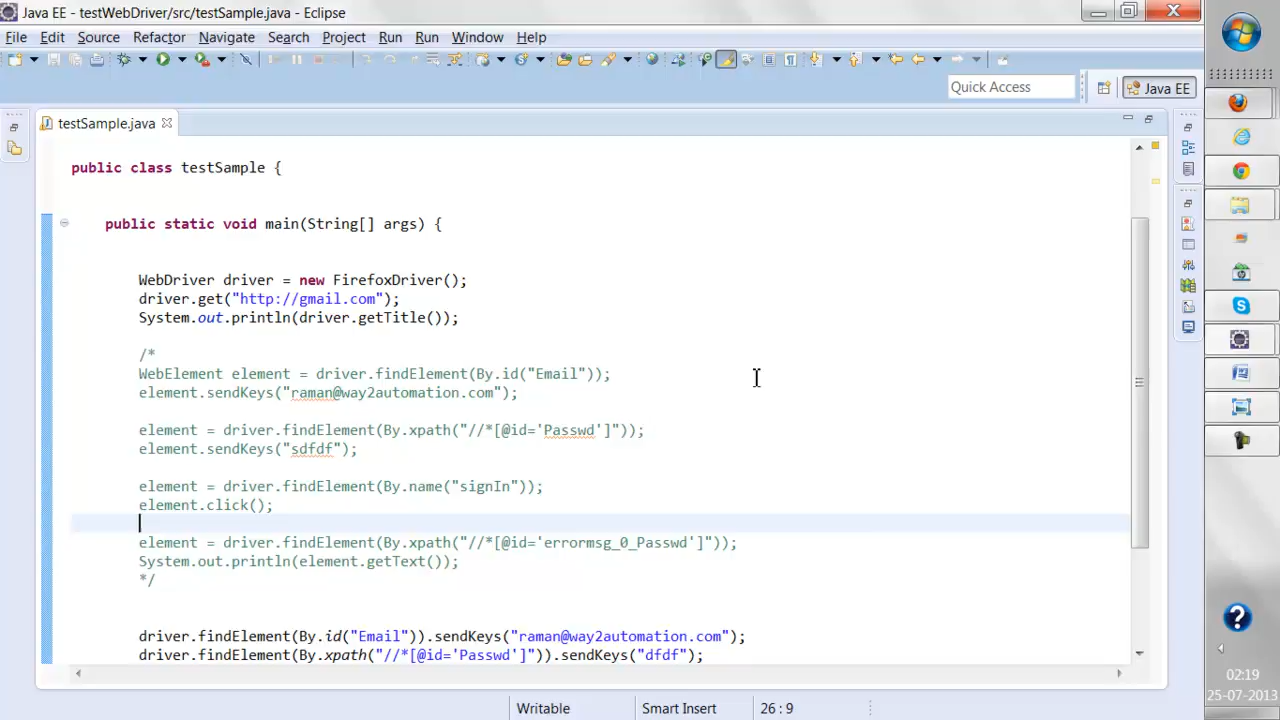 Java EE - testWebDriver/src/testSample.java - Eclipse
File Edit Source Refactor Navigate Search Project Run Run Window Help
Quick Access
Java EE
testSample.java
public class testSample {
public static void main(String[] args) {
WebDriver driver = new FirefoxDriver();
driver.get("http://gmail.com");
System.out.println(driver.getTitle());
/*
WebElement element = driver.findElement(By.id("Email"));
element.sendKeys("raman@way2automation.com");
element = driver.findElement(By.xpath("//*[@id='Passwd']"));
element.sendKeys("sdfdf");
element = driver.findElement(By.name("signIn"));
element.click();
element = driver.findElement(By.xpath("//*[@id='errormsg_0_Passwd']"));
System.out.println(element.getText());
*/
driver.findElement(By.id("Email")).sendKeys("raman@way2automation.com");
driver.findElement(By.xpath("//*[@id='Passwd']")).sendKeys("dfdf");
Writable
Smart Insert
26 : 9
02:19
25-07-2013